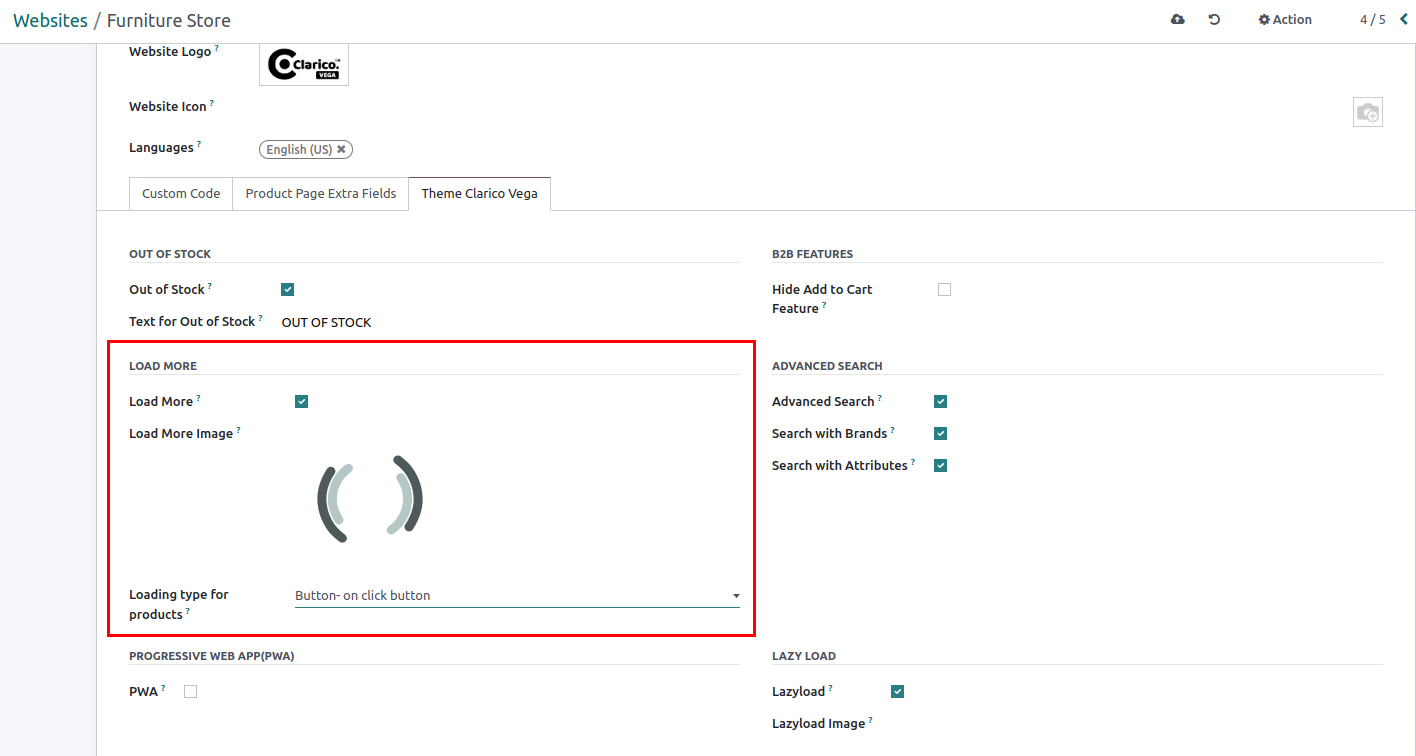 Websites / Furniture Store
Action
4 / 5
Website Logo ?
Clarico™
VEGA
Website Icon ?
Languages ?
English (US) ✖
Custom Code
Product Page Extra Fields
Theme Clarico Vega
OUT OF STOCK
Out of Stock ?
Text for Out of Stock ?
OUT OF STOCK
B2B FEATURES
Hide Add to Cart
Feature ?
LOAD MORE
Load More ?
Load More Image ?
Loading type for
products ?
Button- on click button
ADVANCED SEARCH
Advanced Search ?
Search with Brands ?
Search with Attributes ?
PROGRESSIVE WEB APP(PWA)
PWA ?
LAZY LOAD
Lazyload ?
Lazyload Image ?